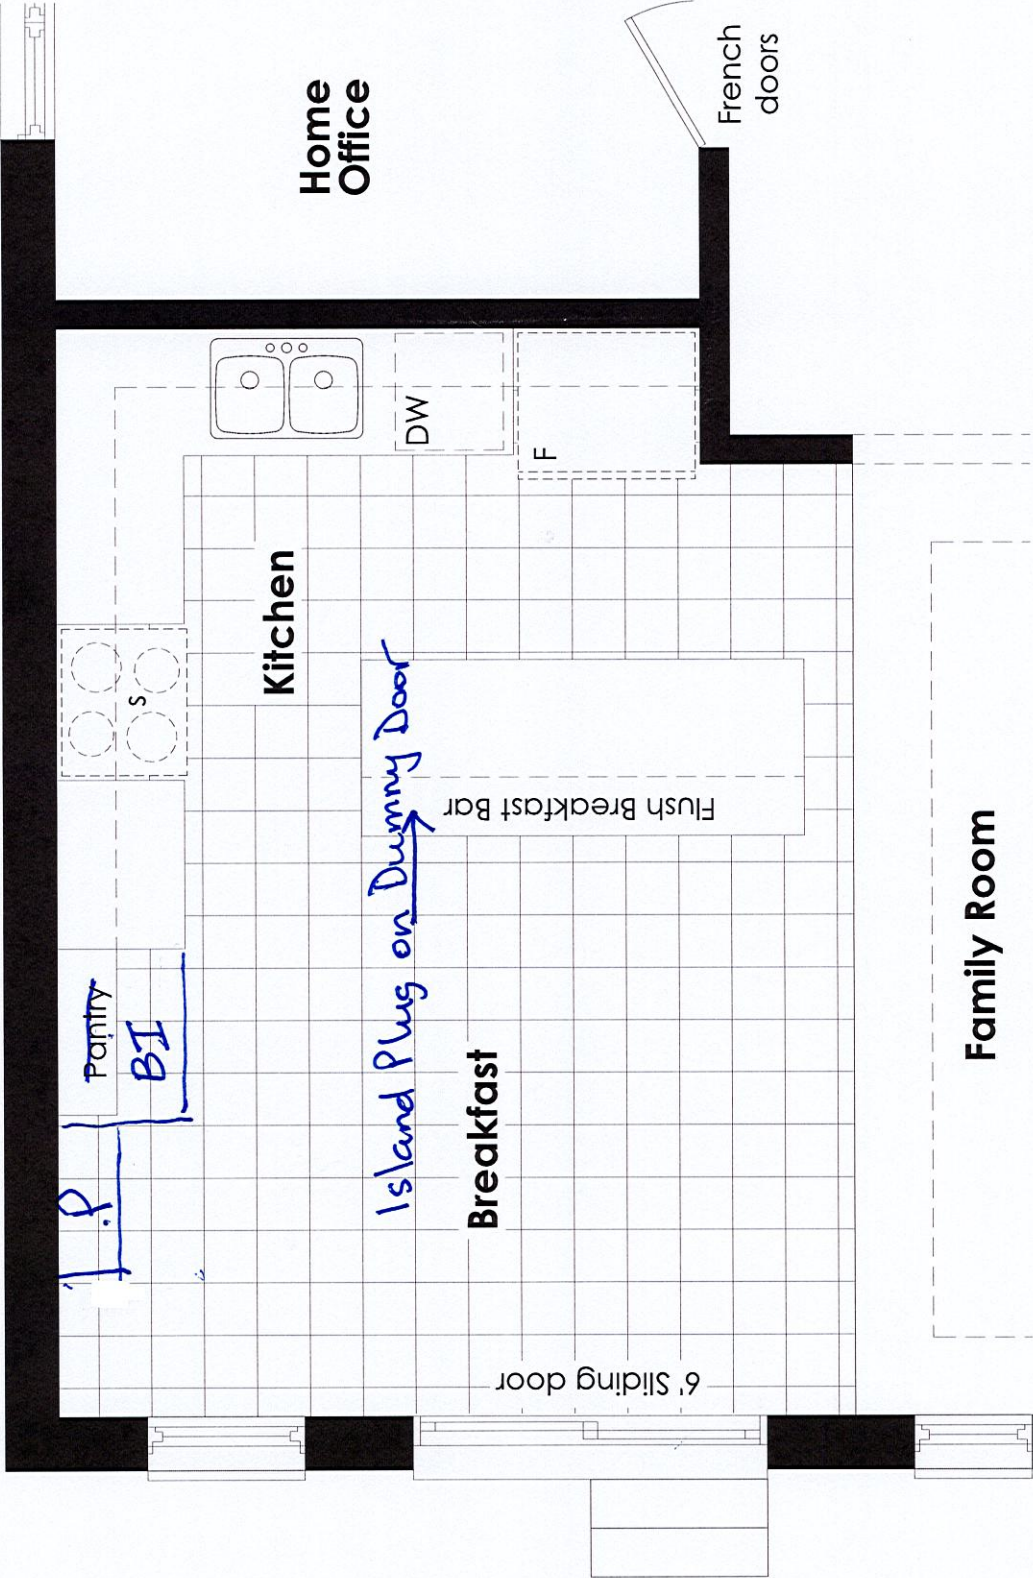 Home
Office
French
doors
DW
F
Kitchen
S
Pantry
BI
P.
Island Plug on Dummy Door
Flush Breakfast Bar
Breakfast
Family Room
6' Sliding door